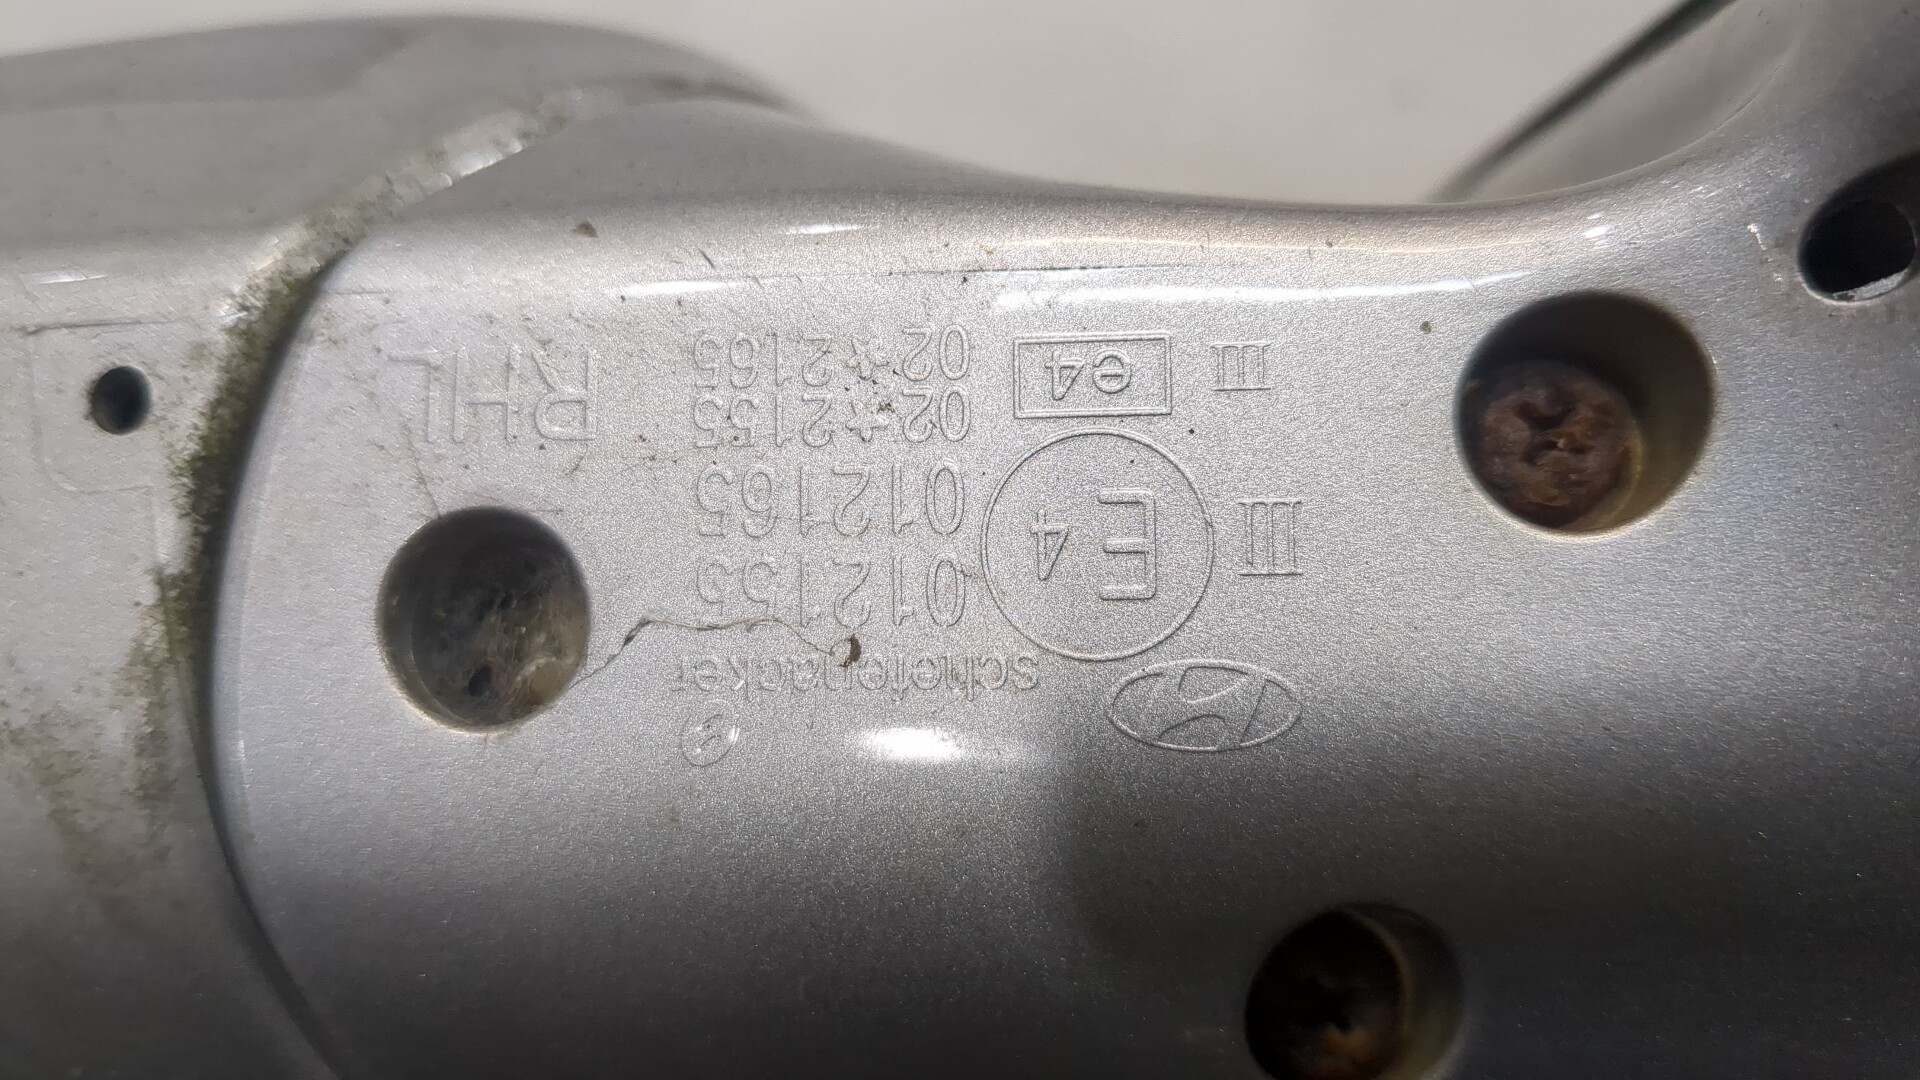 schefenacker
III E4 012155
012165
III e4 02*2155
02*2165
RHL